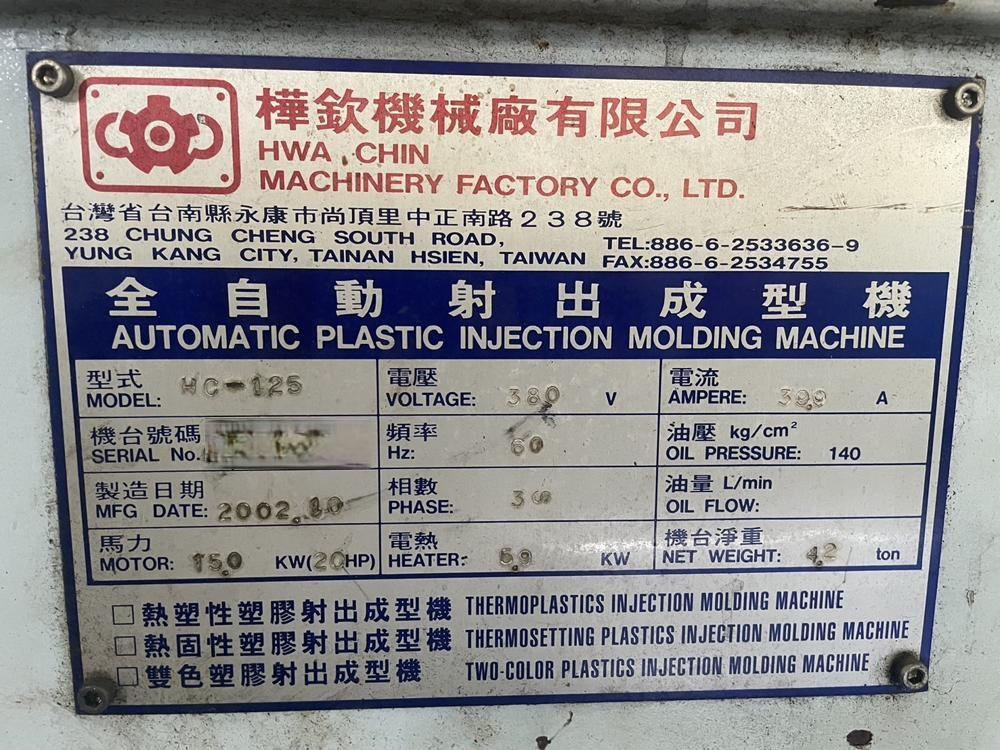 樺欽機械廠有限公司
HWA CHIN
MACHINERY FACTORY CO., LTD.
台灣省台南縣永康市尚頂里中正南路238號
238 CHUNG CHENG SOUTH ROAD,
YUNG KANG CITY, TAINAN HSIEN, TAIWAN
TEL:886-6-2533636-9
FAX:886-6-2534755
全自動射出成型機
AUTOMATIC PLASTIC INJECTION MOLDING MACHINE
型式
MODEL: HC-125
電壓
VOLTAGE: 380 V
電流
AMPERE: 39.9 A
機台號碼
SERIAL No.
頻率
Hz: 60
油壓 kg/cm²
OIL PRESSURE: 140
製造日期
MFG DATE: 2002.10
相數
PHASE: 3Φ
油量 L/min
OIL FLOW:
馬力
MOTOR: 15.0 KW(20HP)
電熱
HEATER: 6.9 KW
機台淨重
NET WEIGHT: 4.2 ton
□熱塑性塑膠射出成型機 THERMOPLASTICS INJECTION MOLDING MACHINE
□熱固性塑膠射出成型機 THERMOSETTING PLASTICS INJECTION MOLDING MACHINE
□雙色塑膠射出成型機 TWO-COLOR PLASTICS INJECTION MOLDING MACHINE